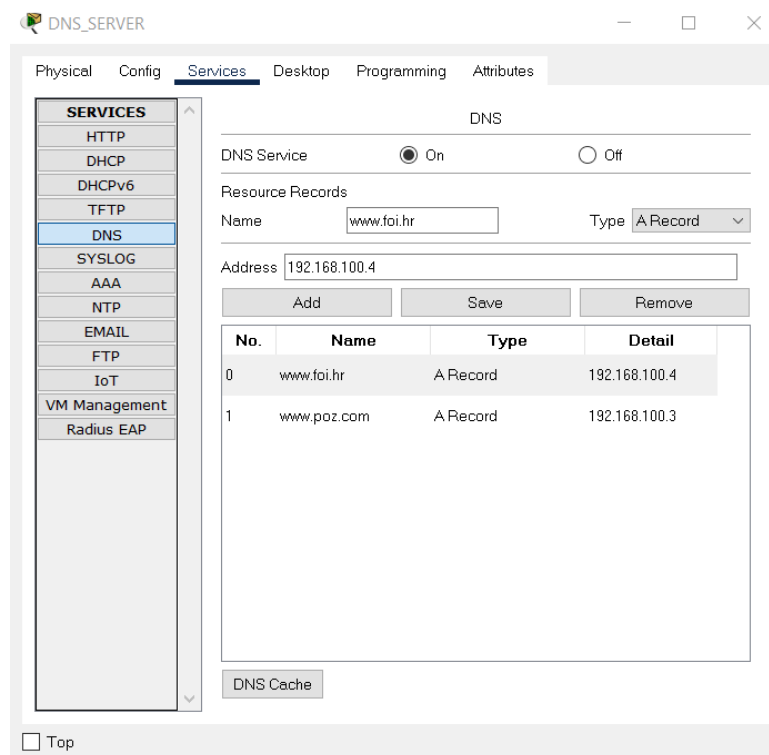 DNS_SERVER
Physical Config Services Desktop Programming Attributes
SERVICES
HTTP
DHCP
DHCPv6
TFTP
DNS
SYSLOG
AAA
NTP
EMAIL
FTP
IoT
VM Management
Radius EAP
DNS
DNS Service On Off
Resource Records
Name www.foi.hr Type A Record
Address 192.168.100.4
Add Save Remove
No. Name Type Detail
0 www.foi.hr A Record 192.168.100.4
1 www.poz.com A Record 192.168.100.3
DNS Cache
Top